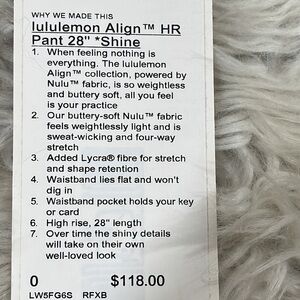 WHY WE MADE THIS
lululemon Align™ HR
Pant 28" *Shine
1. When feeling nothing is
everything. The lululemon
Align™ collection, powered by
Nulu™ fabric, is so weightless
and buttery soft, all you feel
is your practice
2. Our buttery-soft Nulu™ fabric
feels weightlessly light and is
sweat-wicking and four-way
stretch
3. Added Lycra® fibre for stretch
and shape retention
4. Waistband lies flat and won't
dig in
5. Waistband pocket holds your key
or card
6. High rise, 28" length
7. Over time the shiny details
will take on their own
well-loved look
0 $118.00
LW5FG6S RFXB